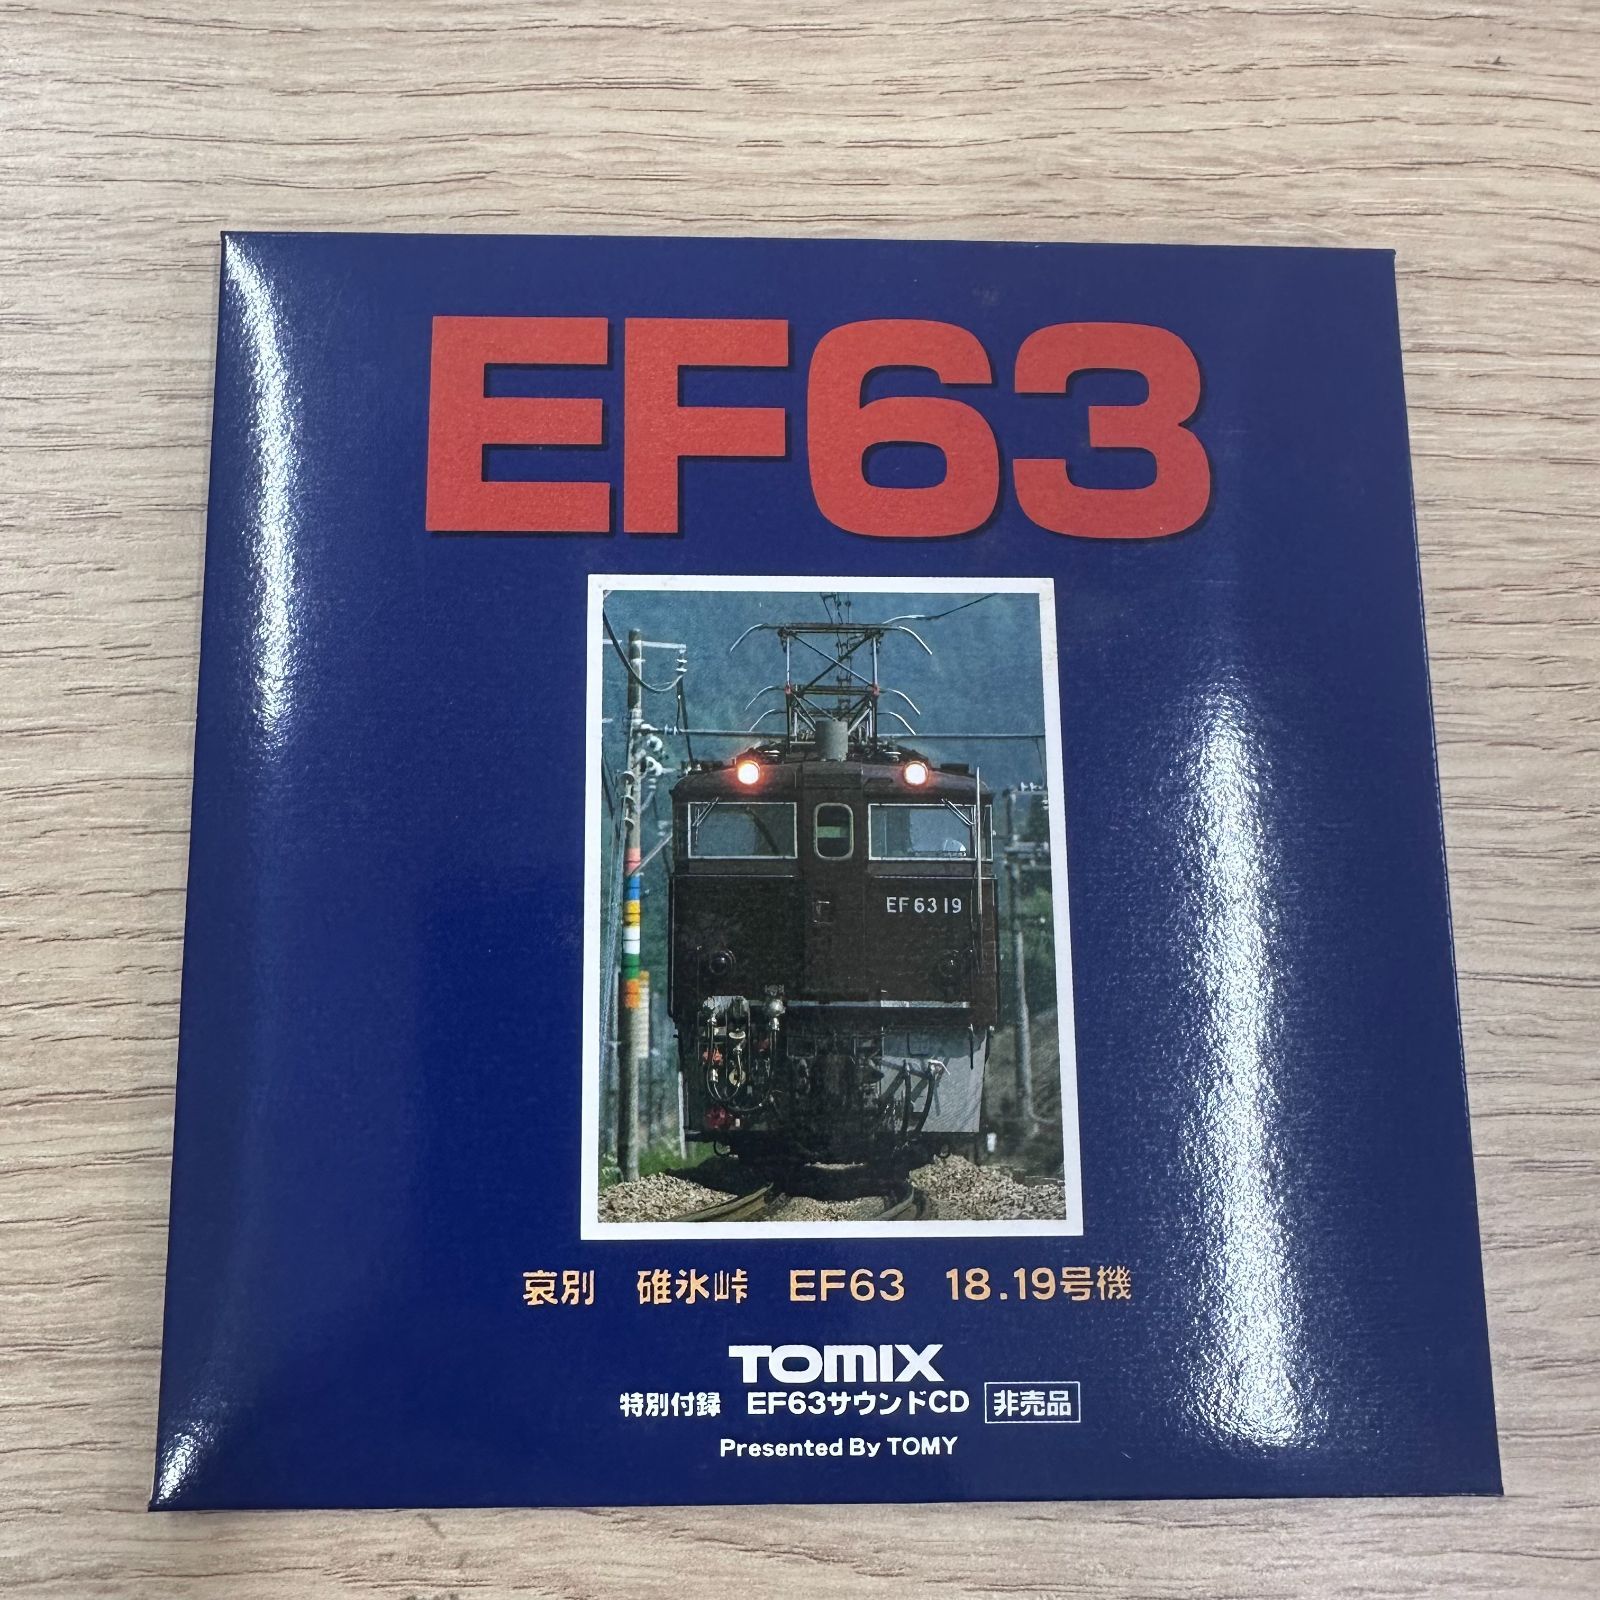 EF63
EF63 19
哀別 碓氷峠 EF63 18.19号機
TOMIX
特別付録 EF63サウンドCD 非売品
Presented By TOMY